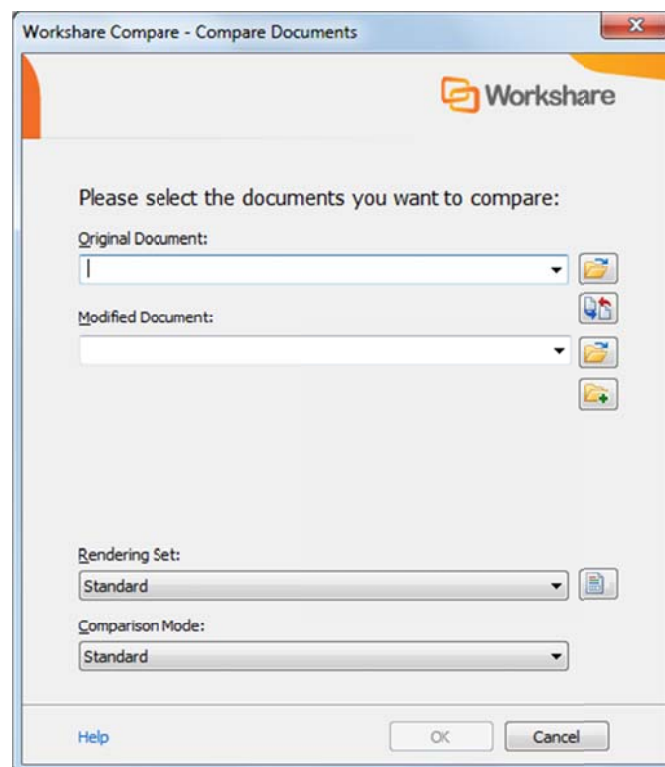 Workshare Compare - Compare Documents
Workshare
Please select the documents you want to compare:
Original Document:
Modified Document:
Rendering Set:
Standard
Comparison Mode:
Standard
Help
OK
Cancel